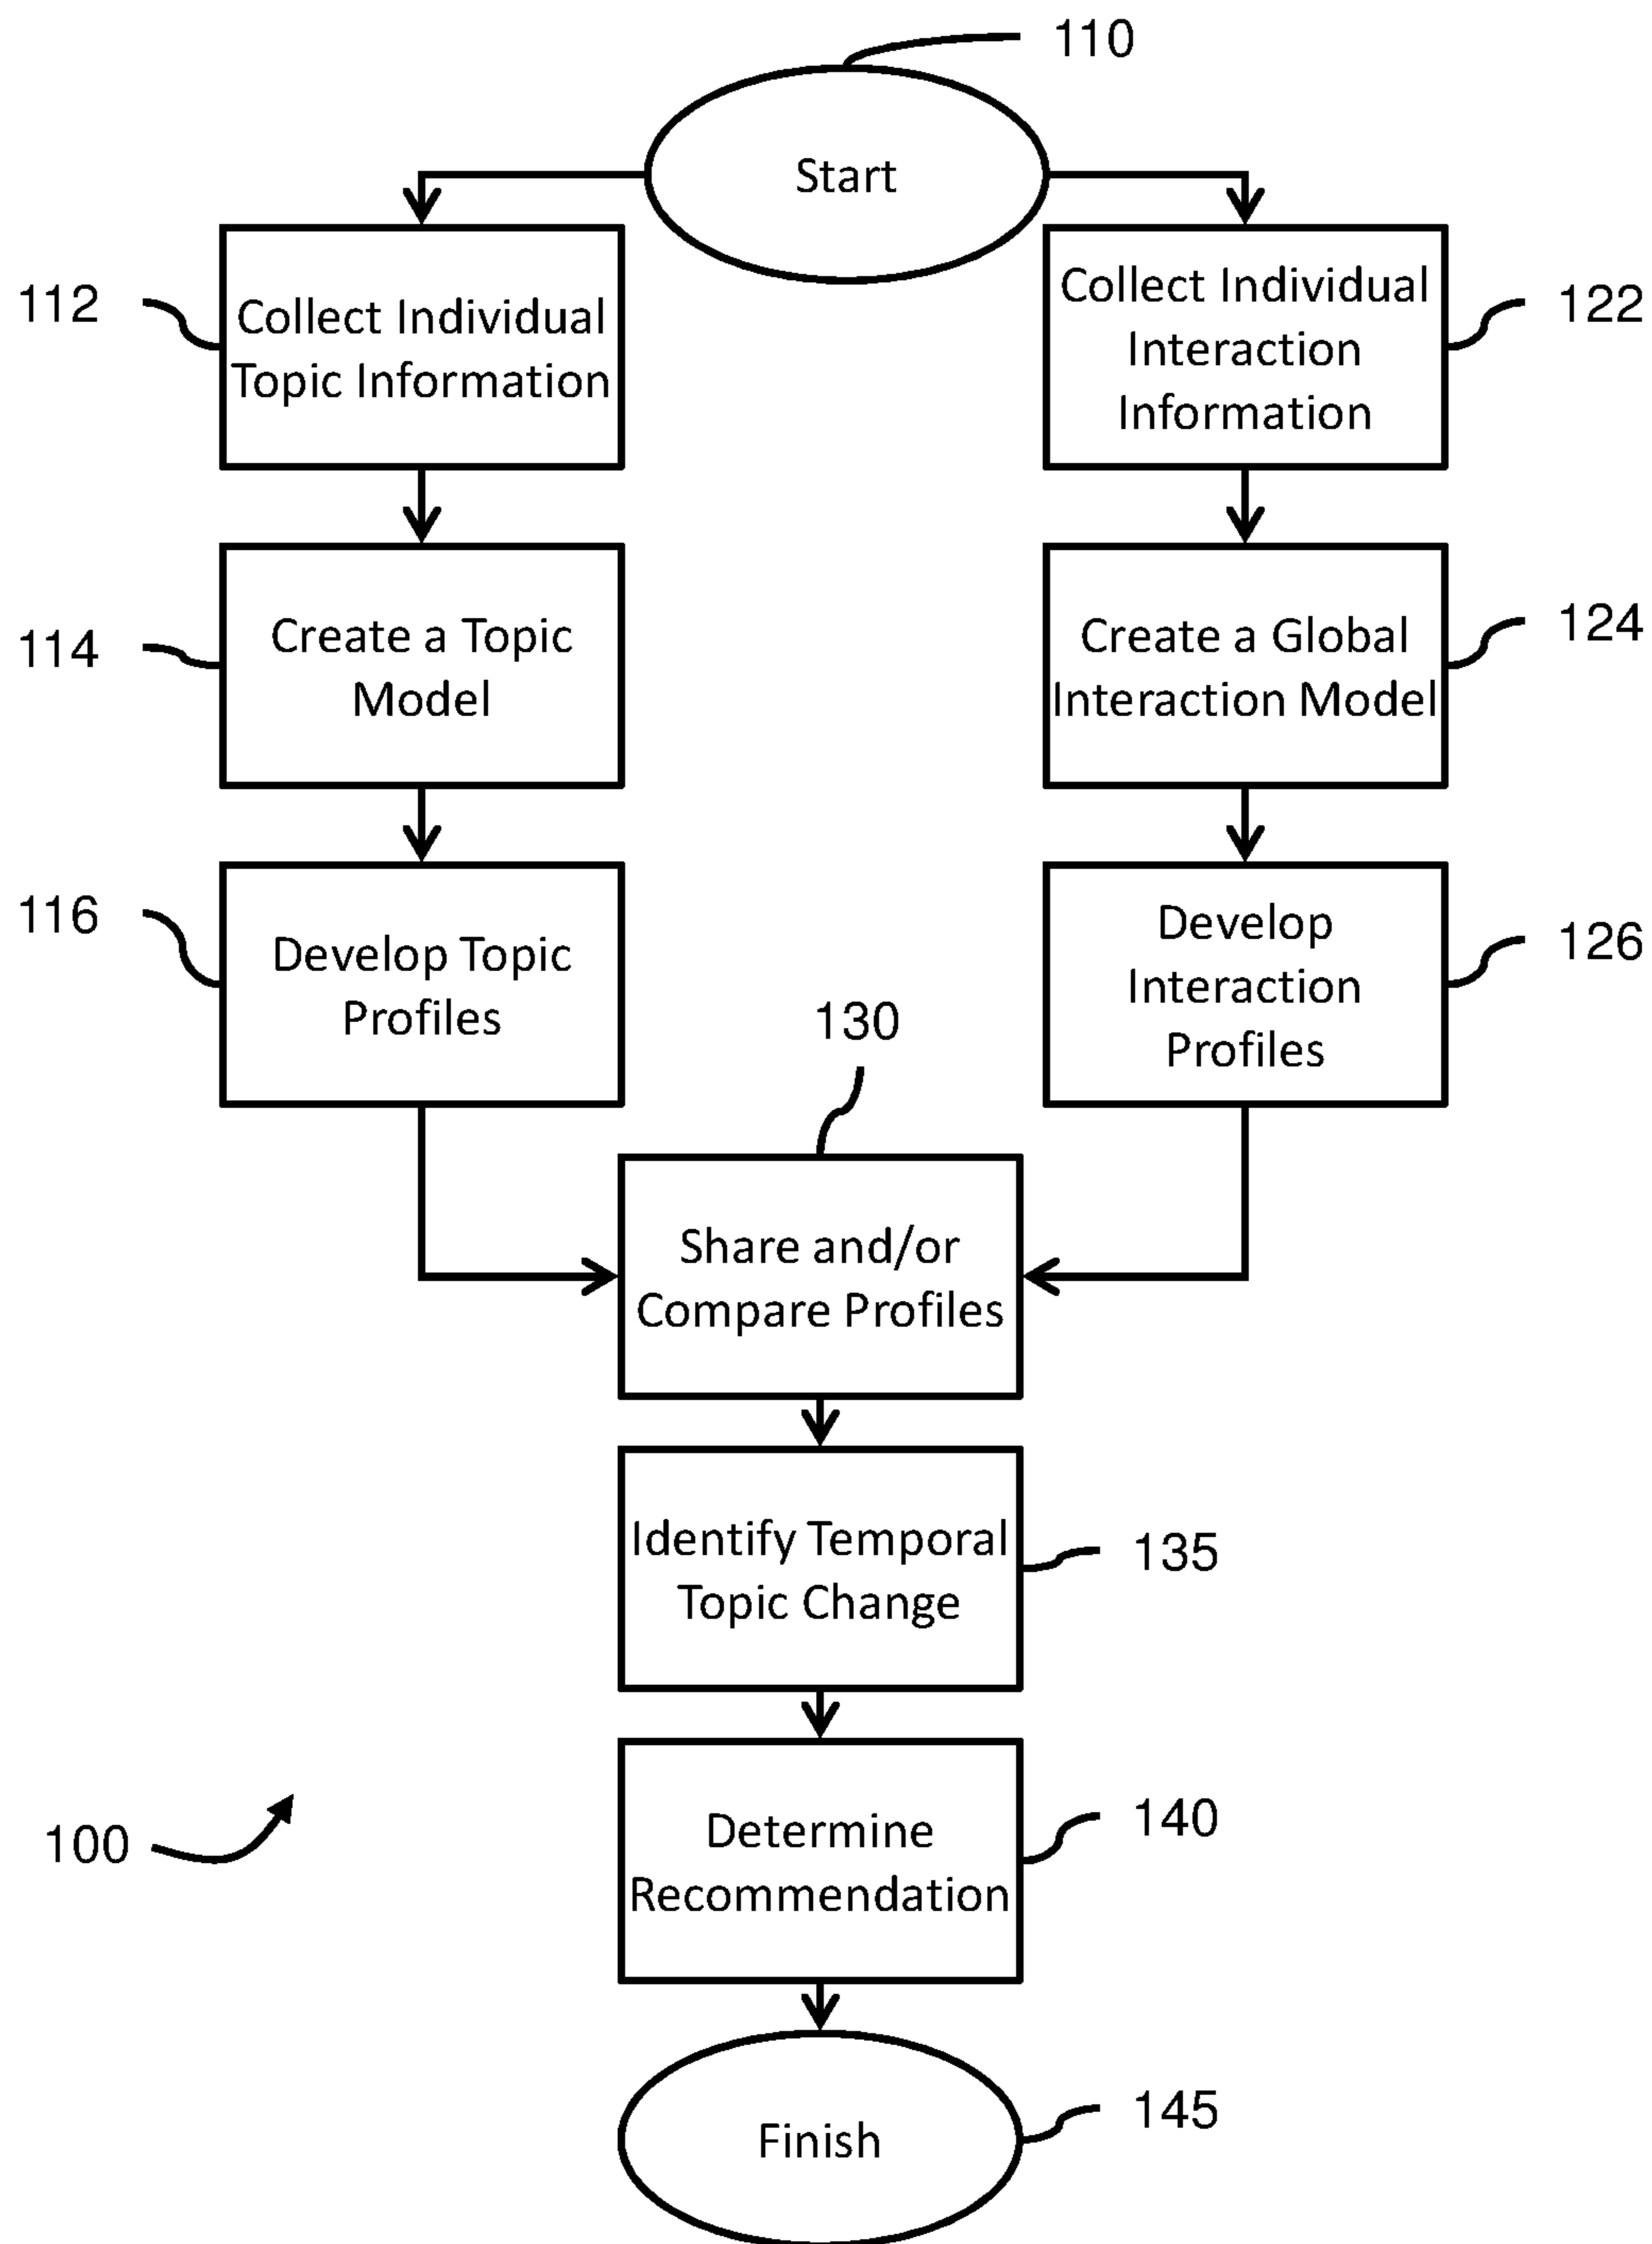 110
Start
112
Collect Individual
Topic Information
Collect Individual
Interaction
Information
122
114
Create a Topic
Model
Create a Global
Interaction Model
124
116
Develop Topic
Profiles
Develop
Interaction
Profiles
126
130
Share and/or
Compare Profiles
Identify Temporal
Topic Change
135
100
Determine
Recommendation
140
Finish
145